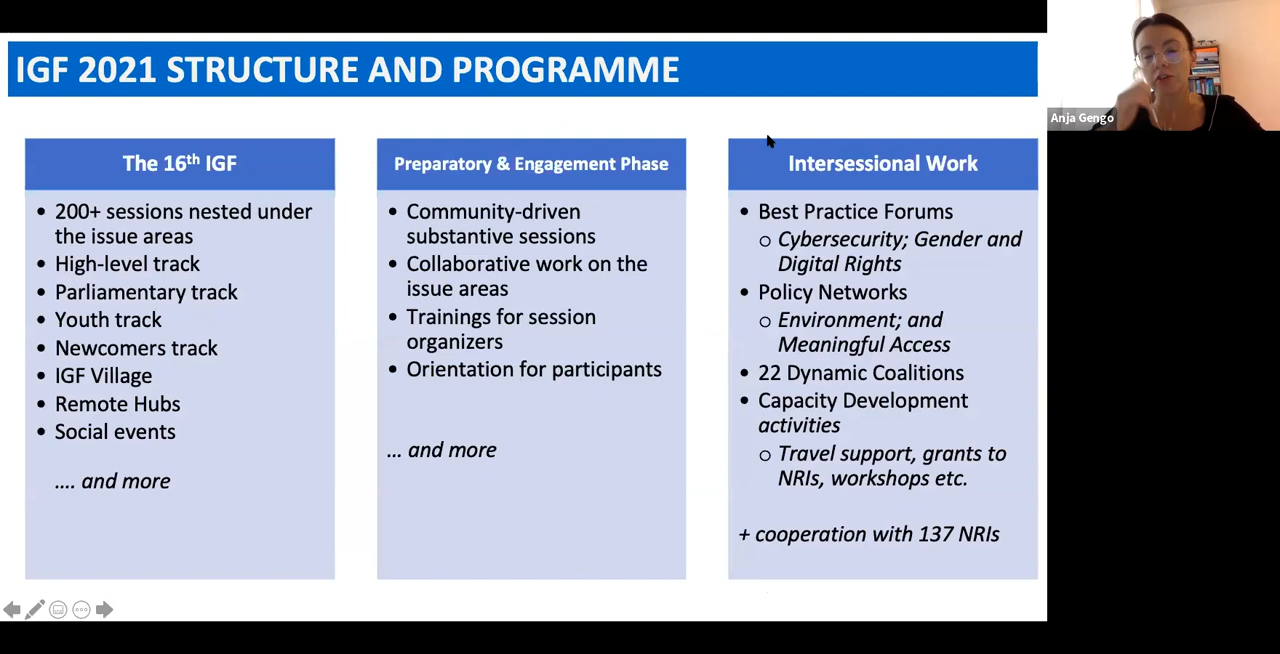 IGF 2021 STRUCTURE AND PROGRAMME
Anja Gengo
The 16th IGF
• 200+ sessions nested under
the issue areas
• High-level track
• Parliamentary track
• Youth track
• Newcomers track
• IGF Village
• Remote Hubs
• Social events
.... and more
Preparatory & Engagement Phase
• Community-driven
substantive sessions
• Collaborative work on the
issue areas
• Trainings for session
organizers
• Orientation for participants
... and more
Intersessional Work
• Best Practice Forums
o Cybersecurity; Gender and
Digital Rights
• Policy Networks
o Environment; and
Meaningful Access
• 22 Dynamic Coalitions
• Capacity Development
activities
o Travel support, grants to
NRIs, workshops etc.
+ cooperation with 137 NRIs